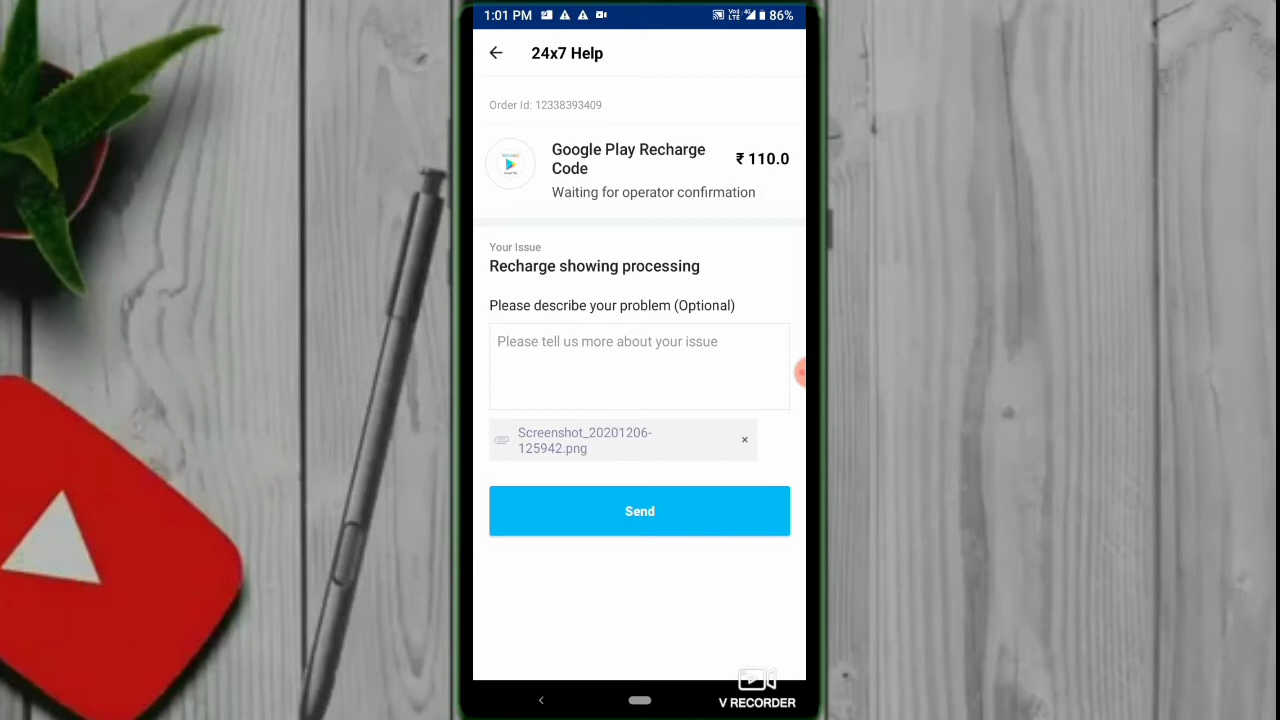 1:01 PM
86%
24x7 Help
Order Id: 12338393409
Google Play Recharge
Code
₹ 110.0
Waiting for operator confirmation
Your Issue
Recharge showing processing
Please describe your problem (Optional)
Please tell us more about your issue
Screenshot_20201206-
125942.png
×
Send
V RECORDER